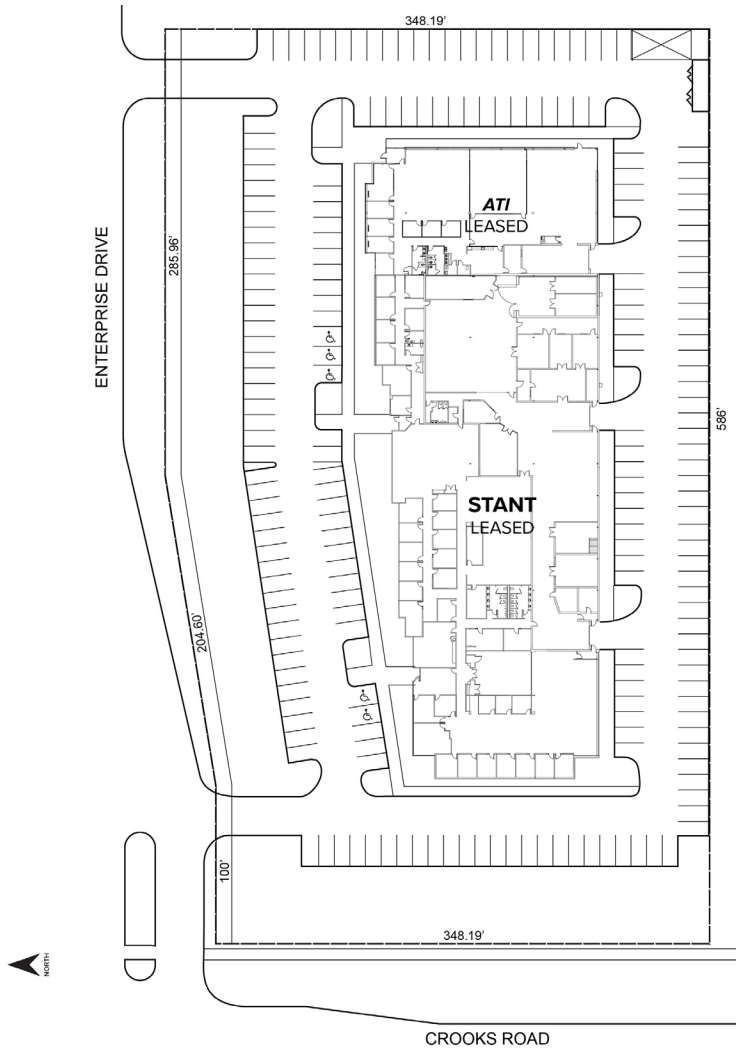 348.19'
285.96'
ENTERPRISE DRIVE
ATI
LEASED
586'
STANT
LEASED
204.60'
100'
348.19'
NORTH
CROOKS ROAD